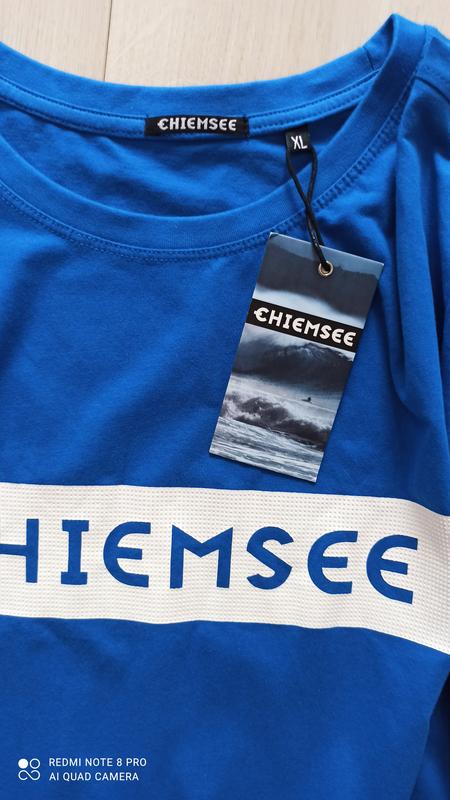 CHIEMSEE
XL
CHIEMSEE
HIEMSEE
REDMI NOTE 8 PRO
AI QUAD CAMERA